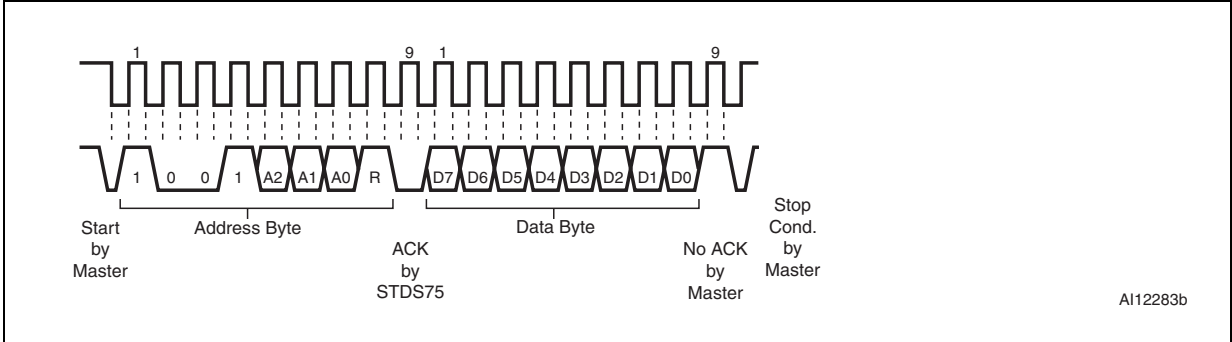 1 9 1 9
1 0 0 1 A2 A1 A0 R D7 D6 D5 D4 D3 D2 D1 D0
Start
by
Master
Address Byte
ACK
by
STDS75
Data Byte
No ACK
by
Master
Stop
Cond.
by
Master
AI12283b